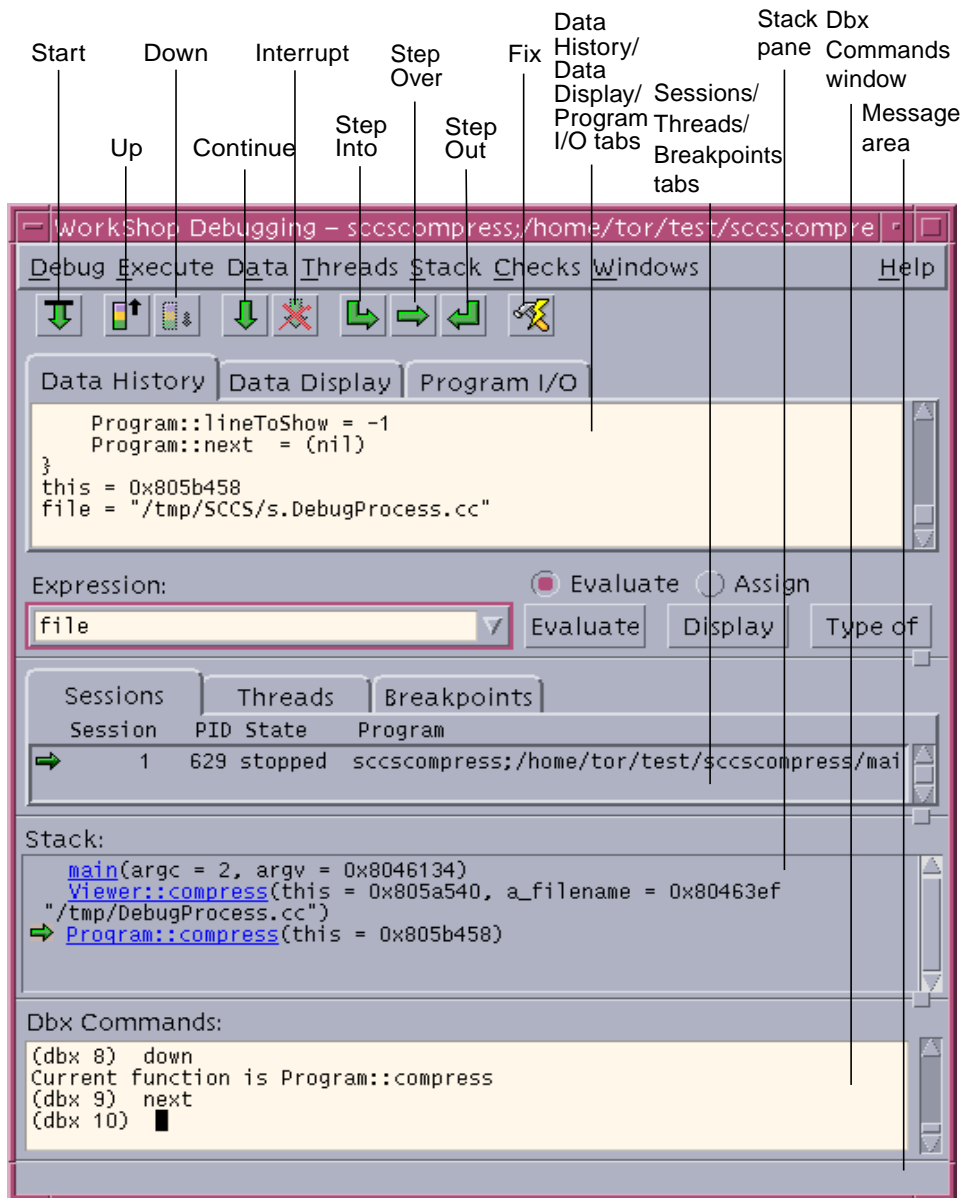 Start
Down
Interrupt
Step
Over
Fix
Data
History/
Data
Display/
Program
I/O tabs
Stack
pane
Dbx
Commands
window
Up
Continue
Step
Into
Step
Out
Sessions/
Threads/
Breakpoints
tabs
Message
area
WorkShop Debugging – sccscompress;/home/tor/test/sccscompre
Debug Execute Data Threads Stack Checks Windows Help
Data History Data Display Program I/O
Program::lineToShow = -1
Program::next = (nil)
}
this = 0x805b458
file = "/tmp/SCCS/s.DebugProcess.cc"
Expression:
Evaluate Assign
file
Evaluate Display Type of
Sessions Threads Breakpoints
Session PID State Program
1 629 stopped sccscompress;/home/tor/test/sccscompress/mai
Stack:
main(argc = 2, argv = 0x8046134)
Viewer::compress(this = 0x805a540, a_filename = 0x80463ef
"/tmp/DebugProcess.cc")
Program::compress(this = 0x805b458)
Dbx Commands:
(dbx 8) down
Current function is Program::compress
(dbx 9) next
(dbx 10)